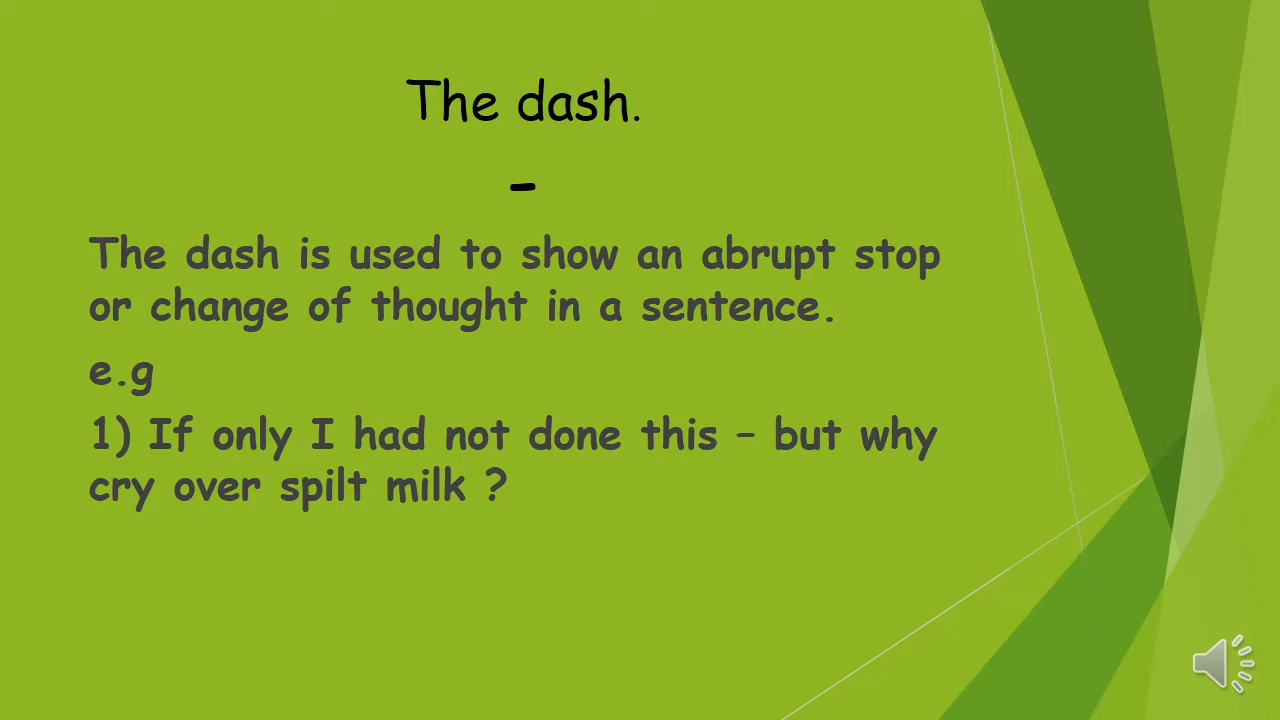 The dash.
-
The dash is used to show an abrupt stop
or change of thought in a sentence.
e.g
1) If only I had not done this – but why
cry over spilt milk ?